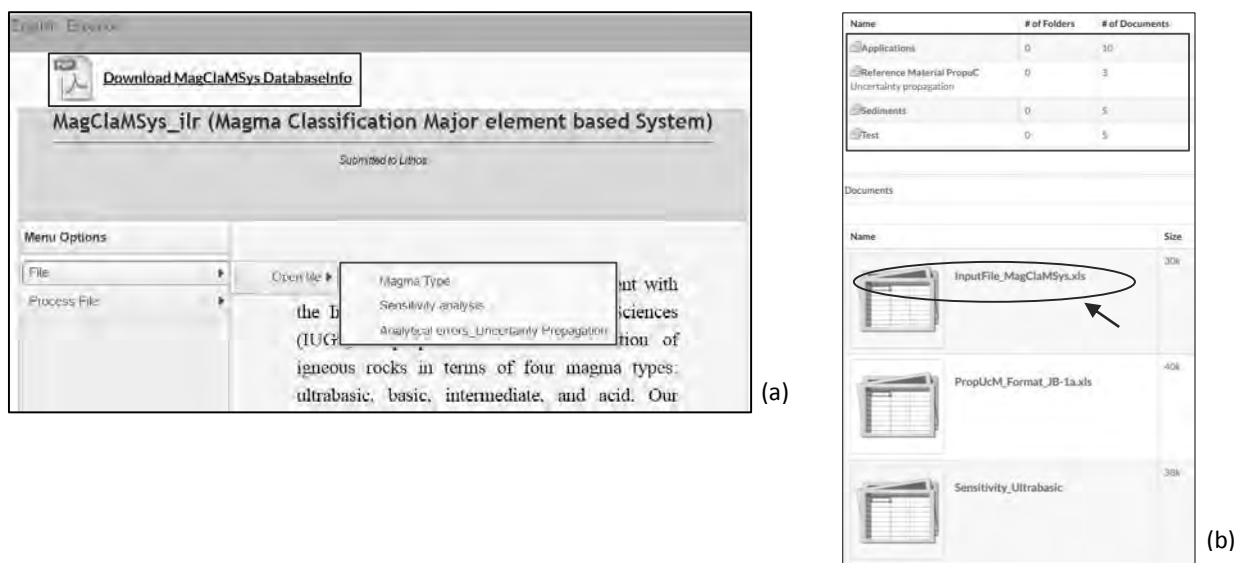 English
Download MagClaMSys DatabaseInfo
MagClaMSys_ilr (Magma Classification Major element based System)
Submitted to Lithos
Menu Options
File
Process File
Open file
Magma Type
Sensitivity analysis
Analytical errors_Uncertainty Propagation
ent with
the Sciences
(IUG tion of
igneous rocks in terms of four magma types:
ultrabasic, basic, intermediate, and acid. Our
(a)
Name # of Folders # of Documents
Applications 0 10
Reference Material PropuC 0 3
Uncertainty propagation
Sediments 0 5
Test 0 5
Documents
Name Size
InputFile_MagClaMSys.xls 30k
PropUcM_Format_JB-1a.xls 40k
Sensitivity_Ultrabasic 38k
(b)